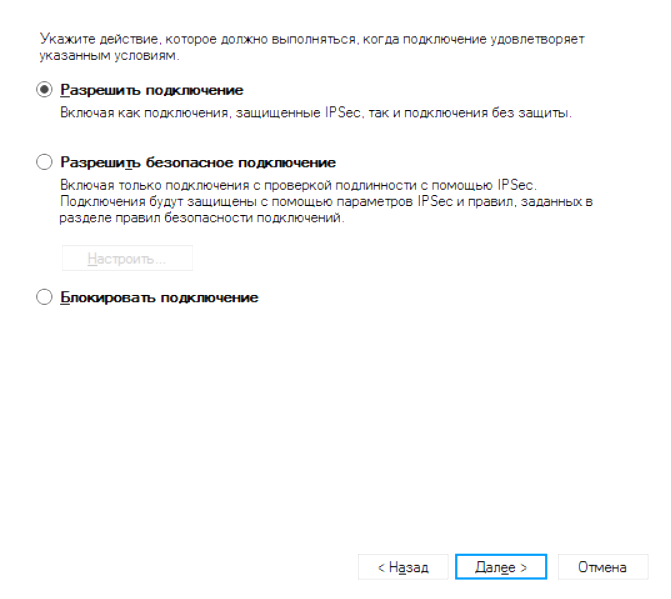 Укажите действие, которое должно выполняться, когда подключение удовлетворяет
указанным условиям.
Разрешить подключение
Включая как подключения, защищенные IPSec, так и подключения без защиты.
Разрешить безопасное подключение
Включая только подключения с проверкой подлинности с помощью IPSec.
Подключения будут защищены с помощью параметров IPSec и правил, заданных в
разделе правил безопасности подключений.
Настроить...
Блокировать подключение
< Назад Далее > Отмена